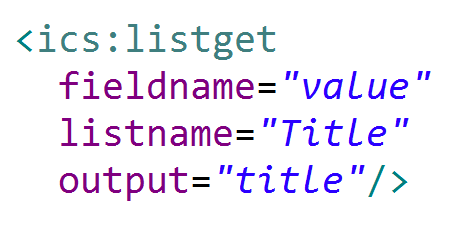 <ics:listget
fieldname="value"
listname="Title"
output="title"/>